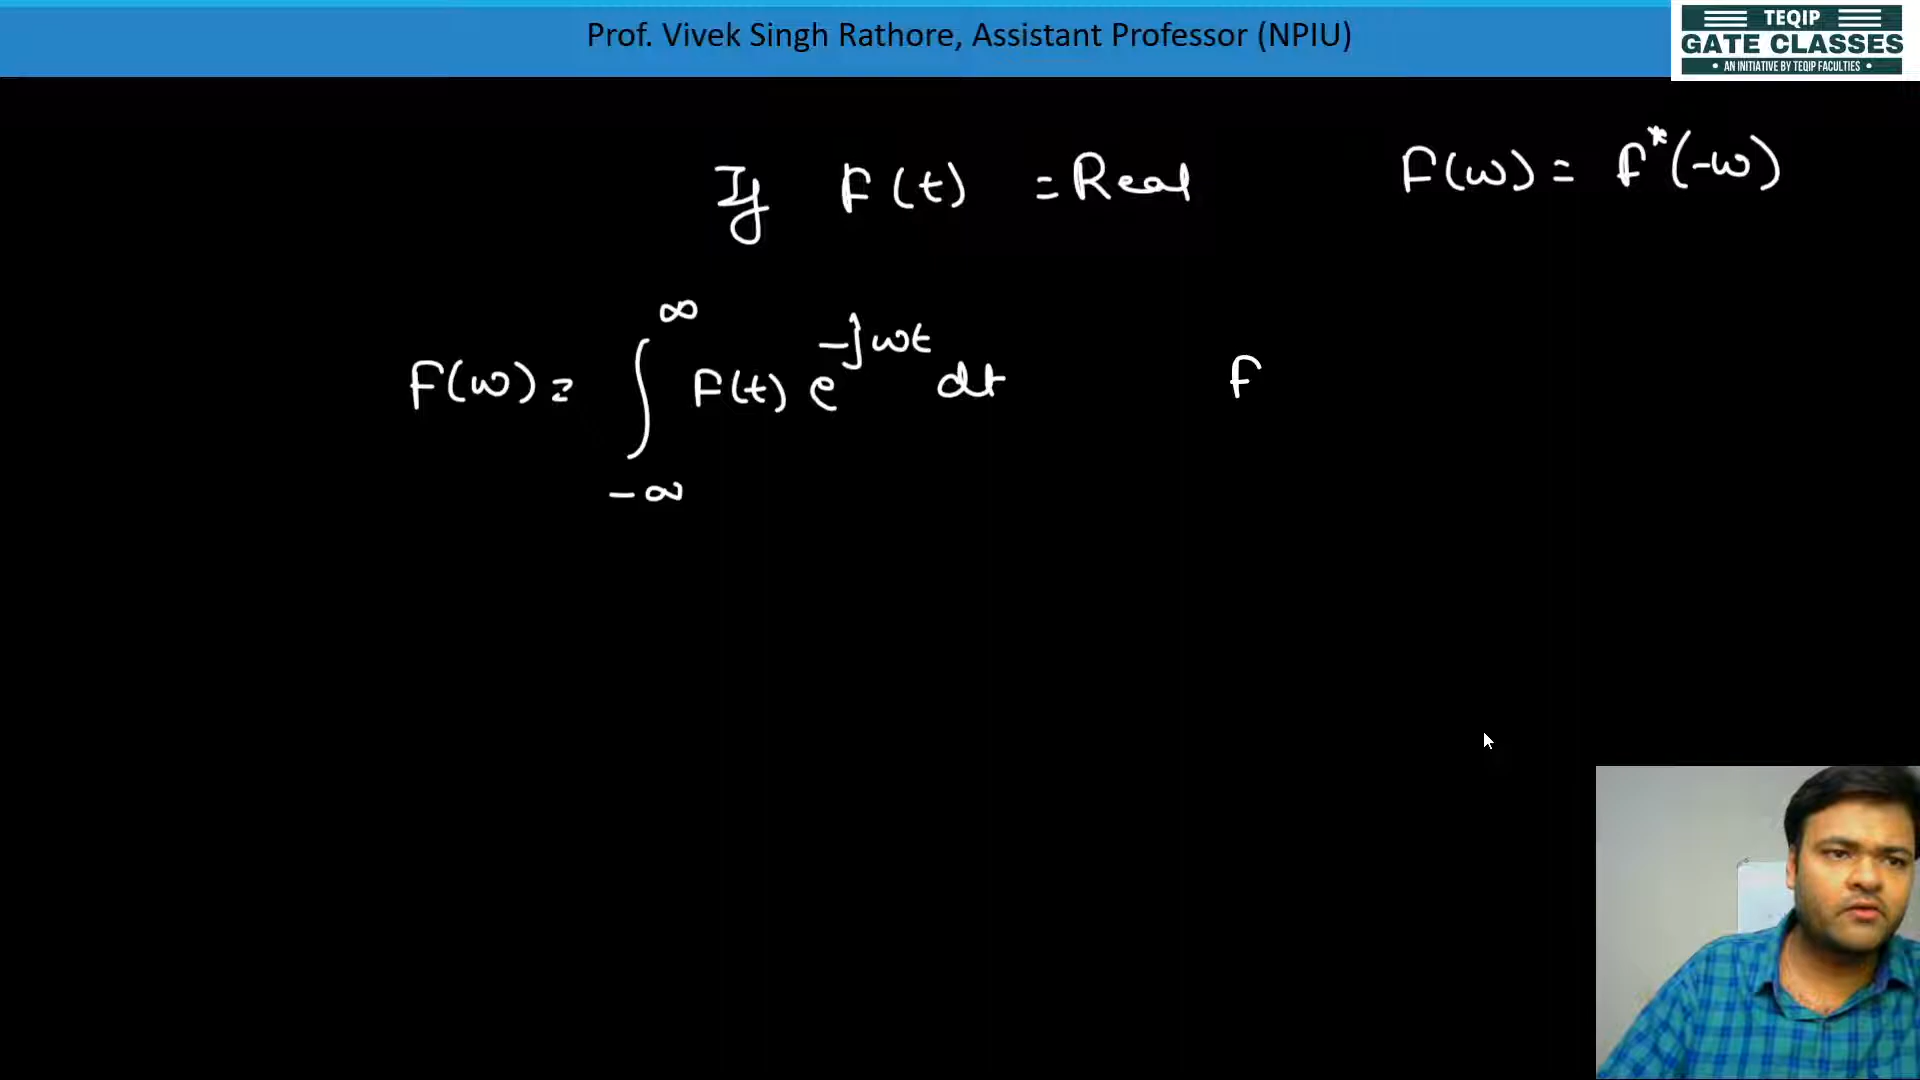 Prof. Vivek Singh Rathore, Assistant Professor (NPIU)
TEQIP
GATE CLASSES
• AN INITIATIVE BY TEQIP FACULTIES •
If F(t) = Real F(ω) = F*(-ω)
F(ω) = ∫_{-∞}^{∞} F(t) e^{-jωt} dt F